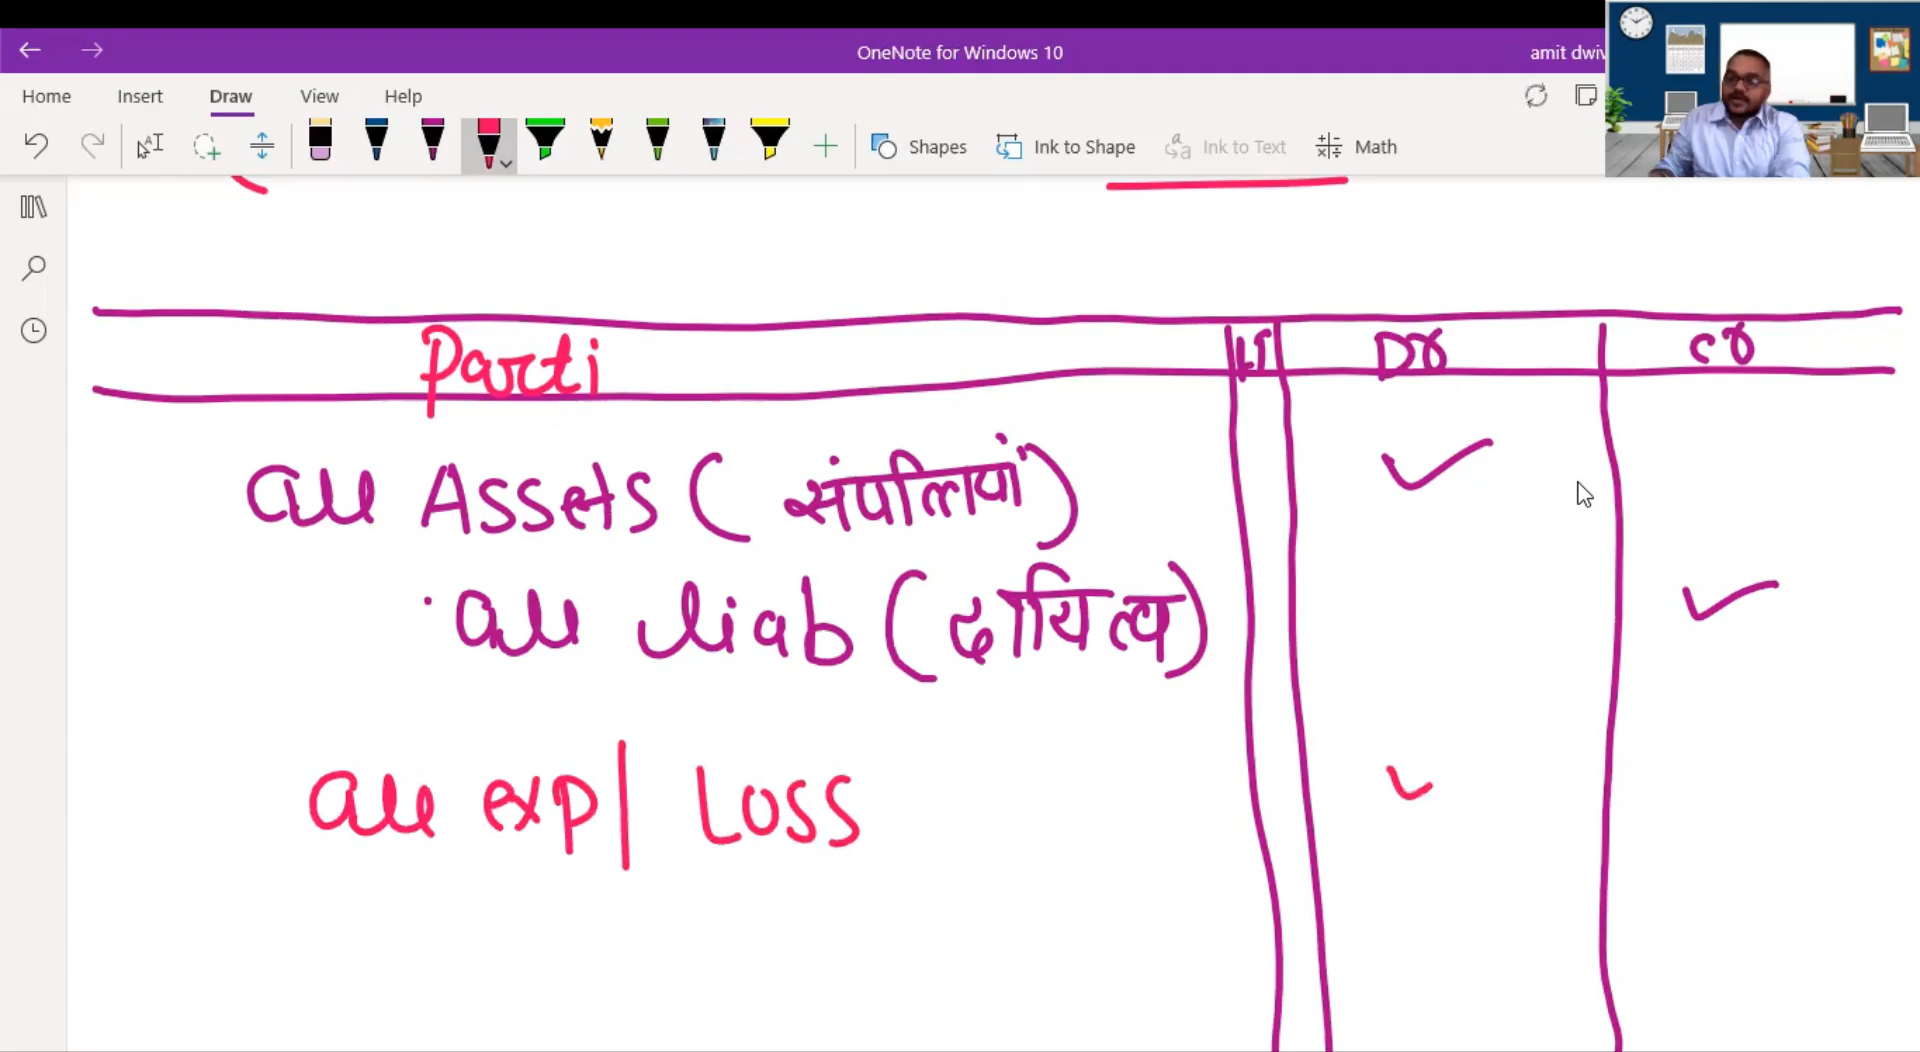 OneNote for Windows 10
amit dwiv
Home Insert Draw View Help
Shapes Ink to Shape Ink to Text Math
Parti LF Dr Cr
all Assets (संपत्तियां)
all liab (दायित्व)
all exp| Loss